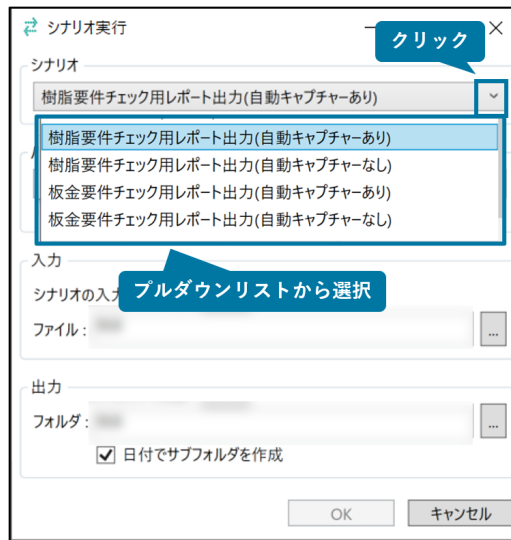 シナリオ実行
クリック
シナリオ
樹脂要件チェック用レポート出力(自動キャプチャーあり)
樹脂要件チェック用レポート出力(自動キャプチャーあり)
樹脂要件チェック用レポート出力(自動キャプチャーなし)
板金要件チェック用レポート出力(自動キャプチャーあり)
板金要件チェック用レポート出力(自動キャプチャーなし)
入力
プルダウンリストから選択
シナリオの入力
ファイル :
...
出力
フォルダ :
...
日付でサブフォルダを作成
OK
キャンセル